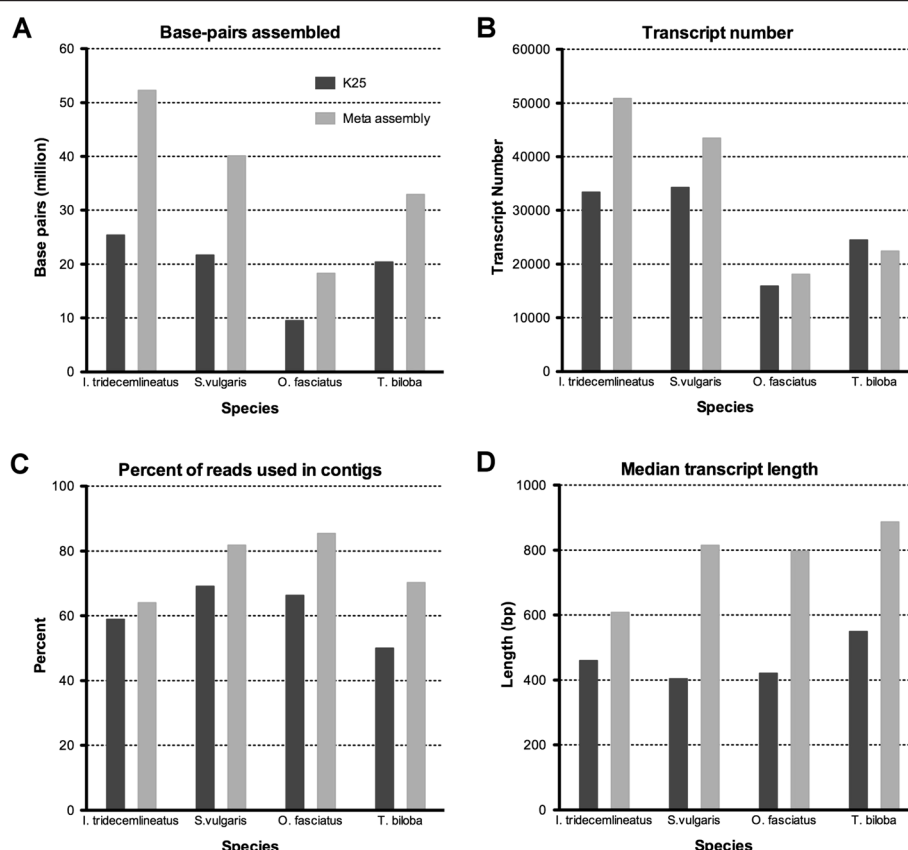 A
Base-pairs assembled
60
50
40
30
20
10
0
Base pairs (million)
K25
Meta assembly
I. tridecemlineatus S.vulgaris O. fasciatus T. biloba
Species
B
Transcript number
60000
50000
40000
30000
20000
10000
0
Transcript Number
I. tridecemlineatus S.vulgaris O. fasciatus T. biloba
Species
C
Percent of reads used in contigs
100
80
60
40
20
0
Percent
I. tridecemlineatus S.vulgaris O. fasciatus T. biloba
Species
D
Median transcript length
1000
800
600
400
200
0
Length (bp)
I. tridecemlineatus S.vulgaris O. fasciatus T. biloba
Species